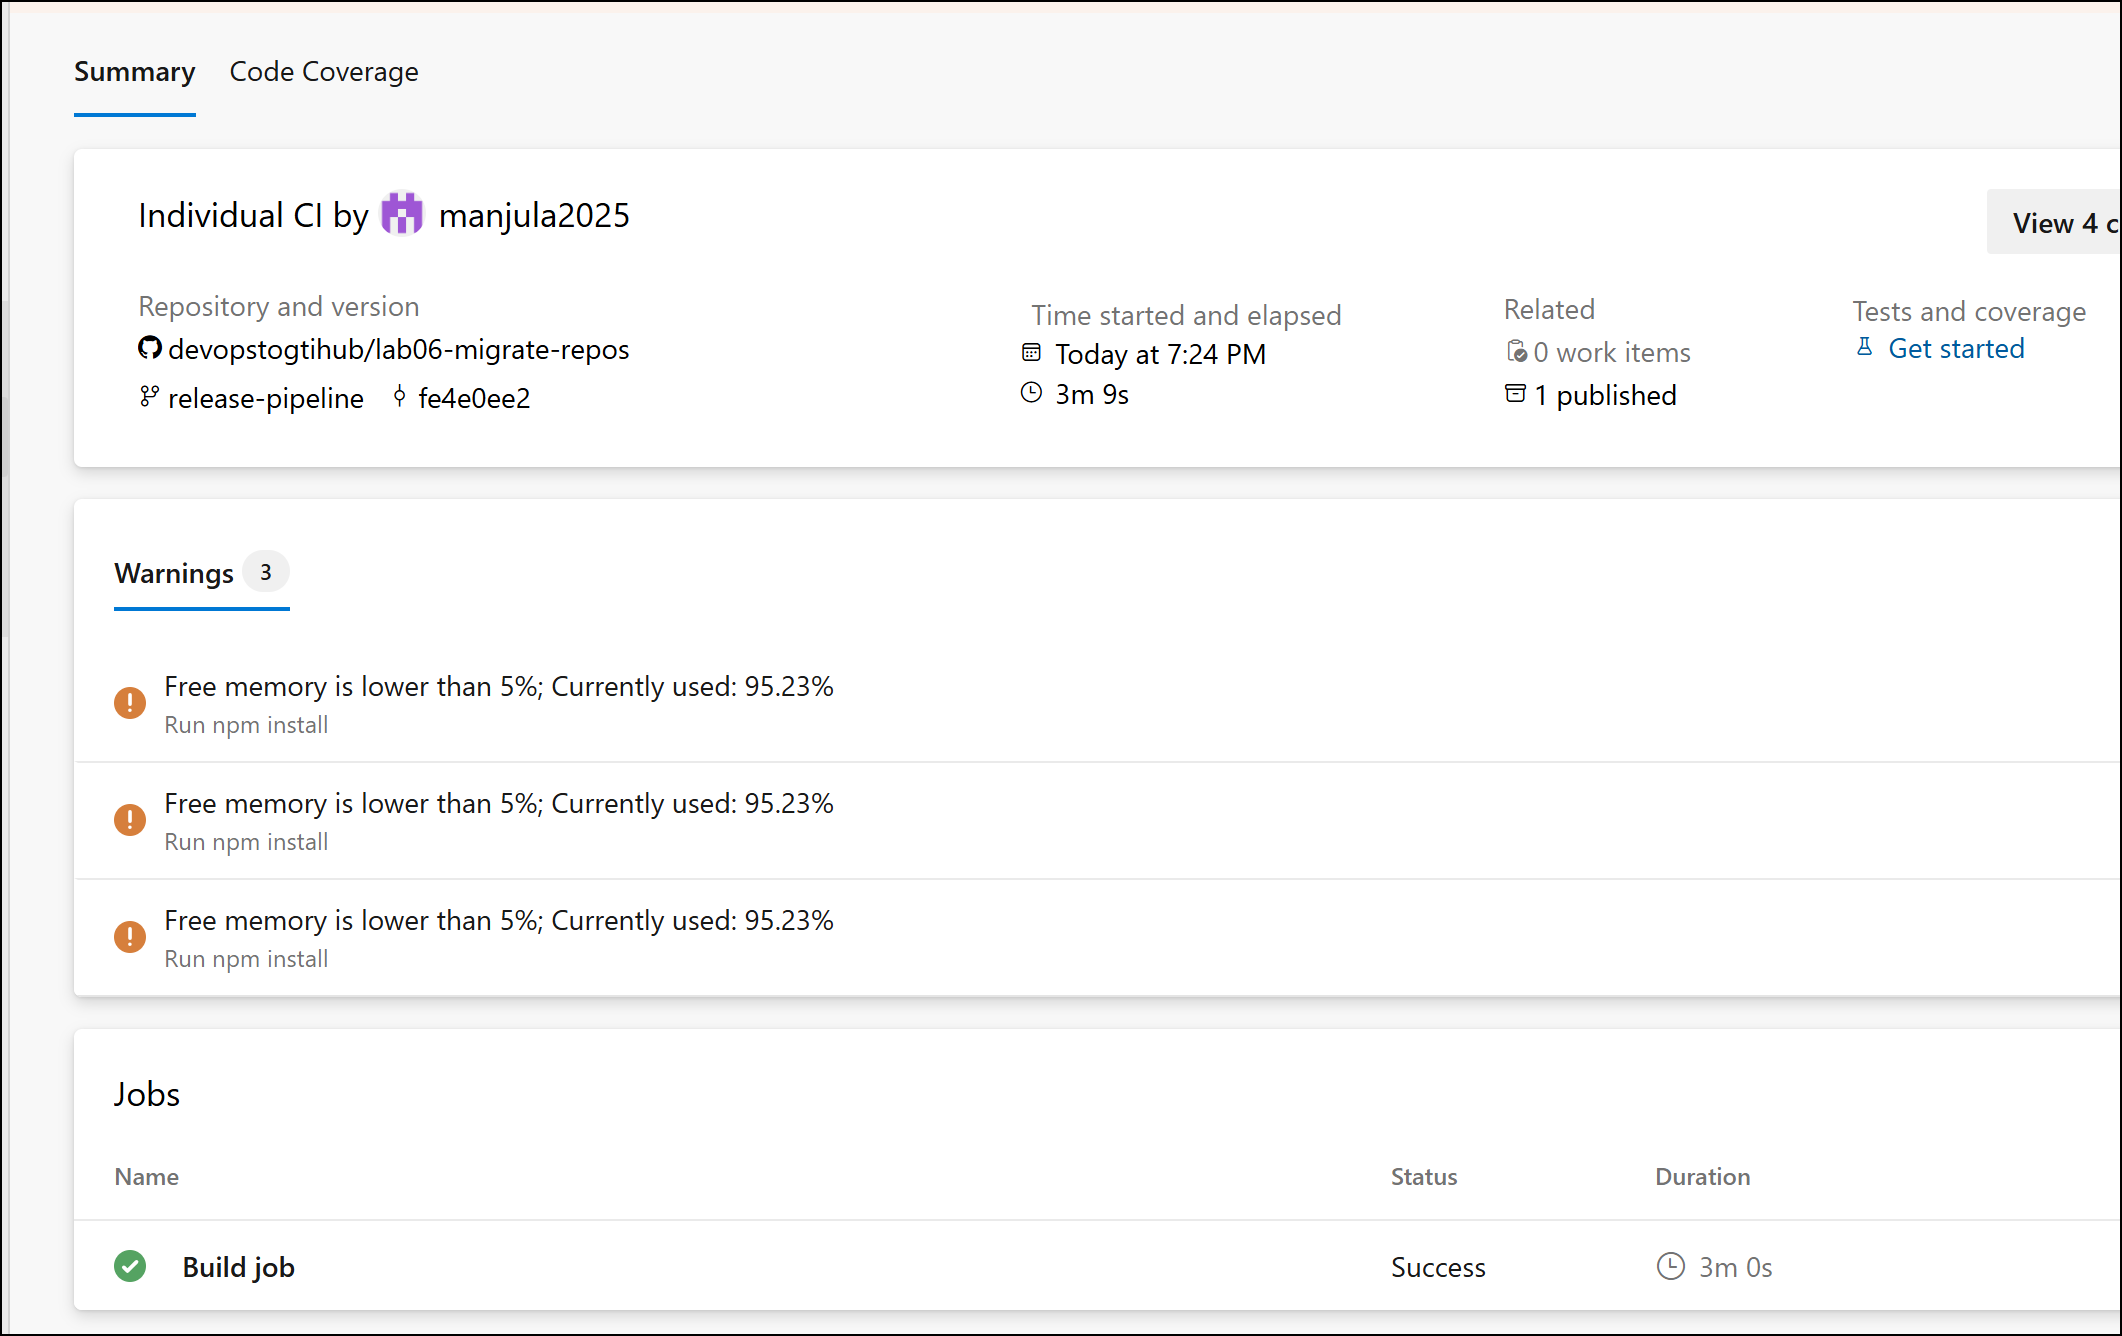 Summary Code Coverage
Individual CI by manjula2025
View 4 c
Repository and version
devopstogtihub/lab06-migrate-repos
release-pipeline fe4e0ee2
Time started and elapsed
Today at 7:24 PM
3m 9s
Related
0 work items
1 published
Tests and coverage
Get started
Warnings 3
Free memory is lower than 5%; Currently used: 95.23%
Run npm install
Free memory is lower than 5%; Currently used: 95.23%
Run npm install
Free memory is lower than 5%; Currently used: 95.23%
Run npm install
Jobs
Name Status Duration
Build job Success 3m 0s